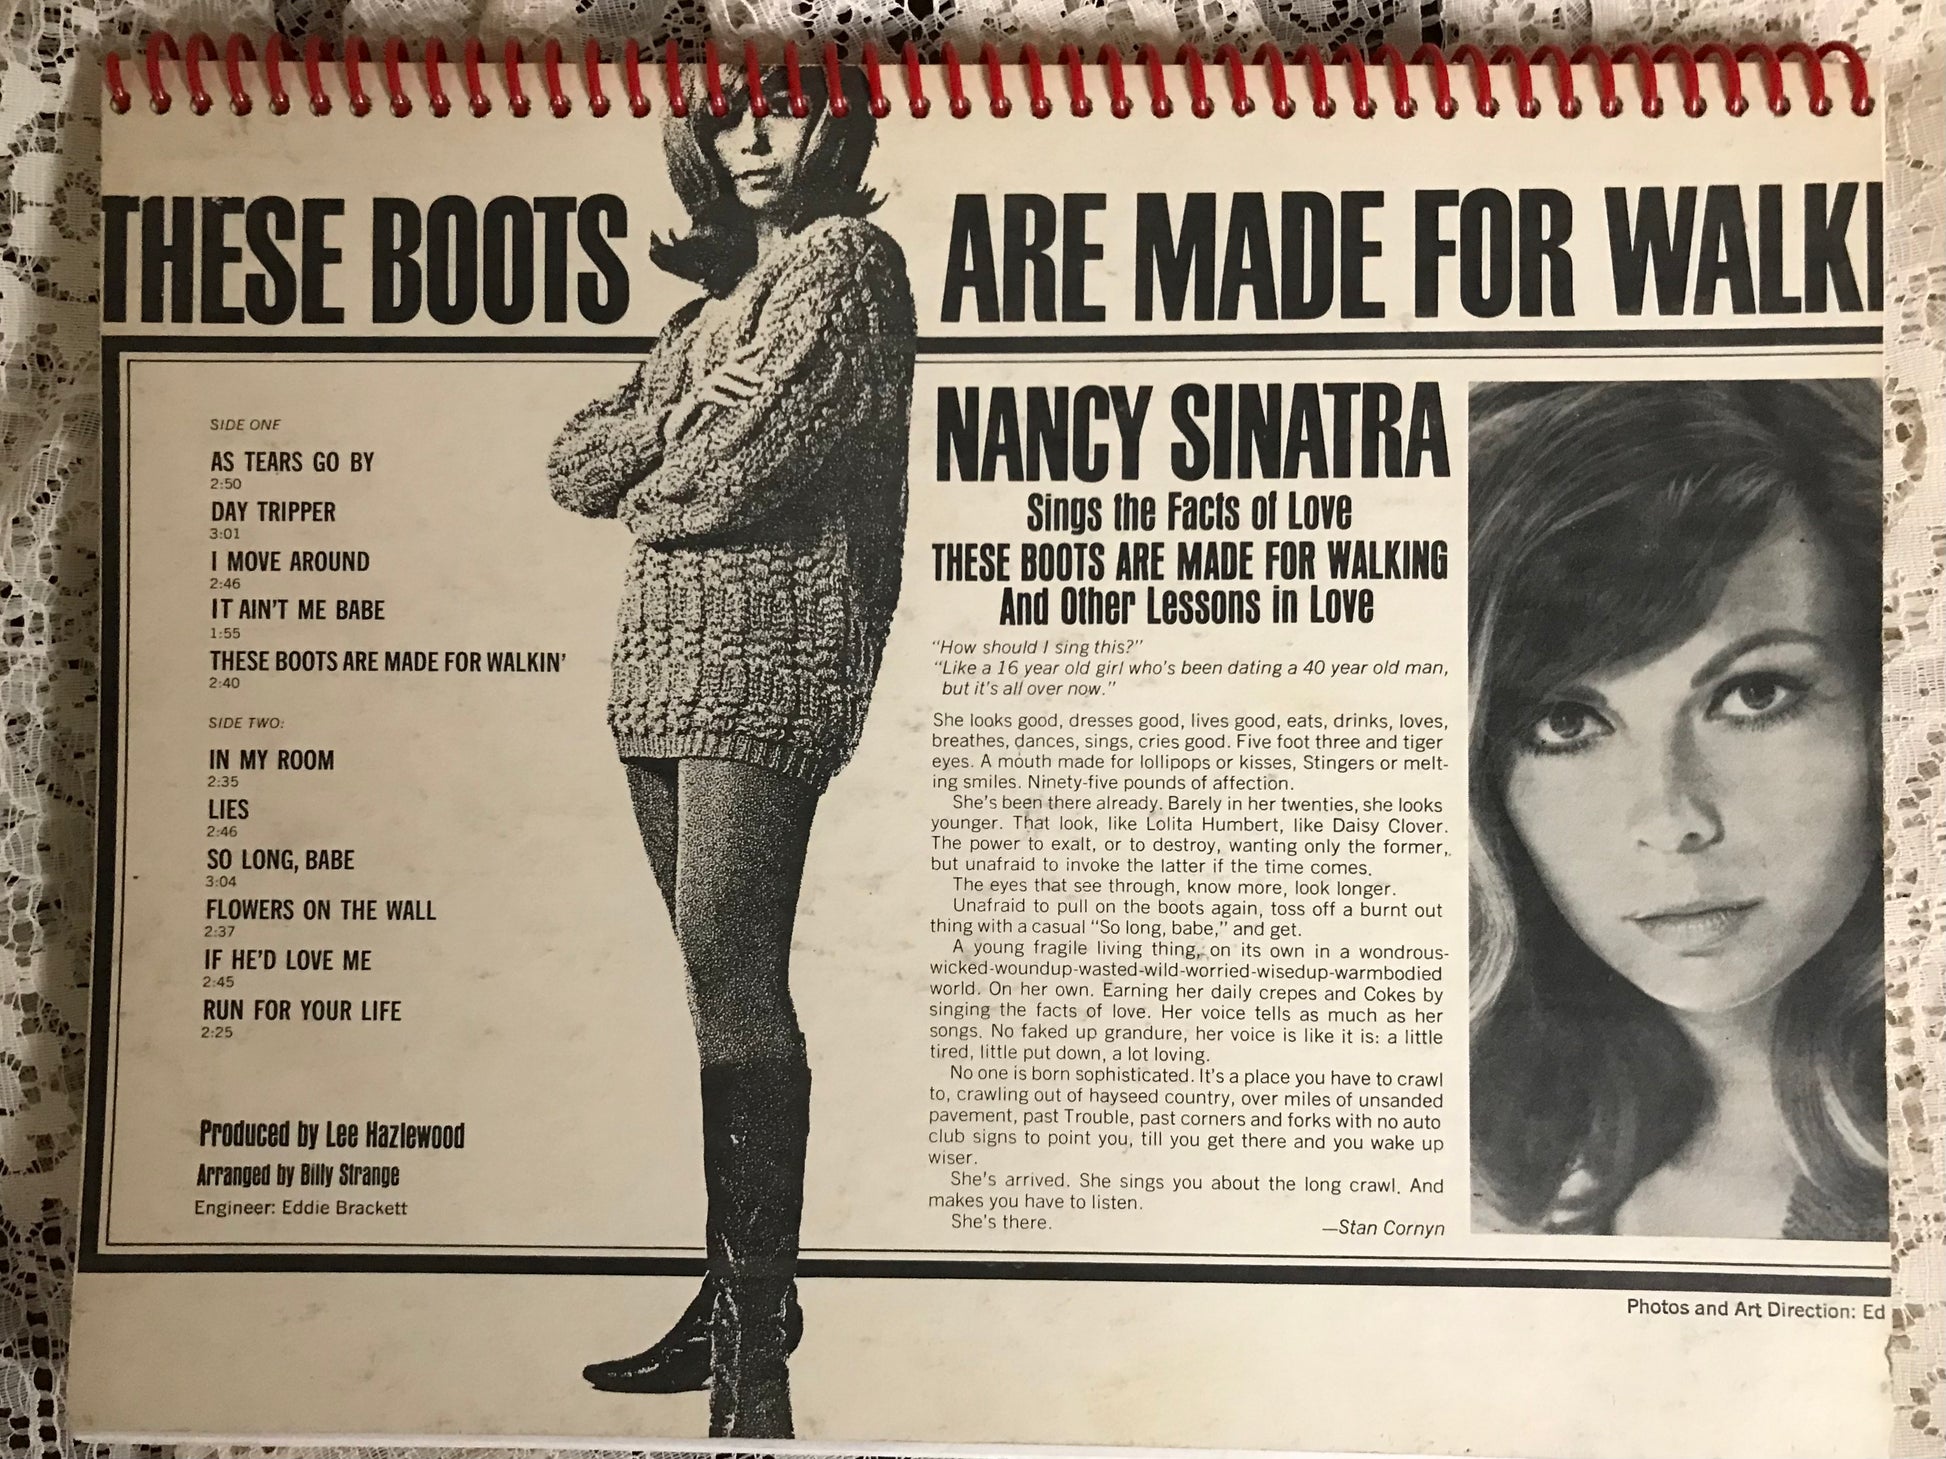 THESE BOOTS ARE MADE FOR WALKI
SIDE ONE
AS TEARS GO BY
2:50
DAY TRIPPER
3:01
I MOVE AROUND
2:46
IT AIN'T ME BABE
1:55
THESE BOOTS ARE MADE FOR WALKIN'
2:40
SIDE TWO:
IN MY ROOM
2:35
LIES
2:46
SO LONG, BABE
3:04
FLOWERS ON THE WALL
2:37
IF HE'D LOVE ME
2:45
RUN FOR YOUR LIFE
2:25
Produced by Lee Hazlewood
Arranged by Billy Strange
Engineer: Eddie Brackett
NANCY SINATRA
Sings the Facts of Love
THESE BOOTS ARE MADE FOR WALKING
And Other Lessons in Love
"How should I sing this?"
"Like a 16 year old girl who's been dating a 40 year old man,
but it's all over now."
She looks good, dresses good, lives good, eats, drinks, loves,
breathes, dances, sings, cries good. Five foot three and tiger
eyes. A mouth made for lollipops or kisses, Stingers or melt-
ing smiles. Ninety-five pounds of affection.
She's been there already. Barely in her twenties, she looks
younger. That look, like Lolita Humbert, like Daisy Clover.
The power to exalt, or to destroy, wanting only the former,
but unafraid to invoke the latter if the time comes.
The eyes that see through, know more, look longer.
Unafraid to pull on the boots again, toss off a burnt out
thing with a casual "So long, babe," and get.
A young fragile living thing, on its own in a wondrous-
wicked-woundup-wasted-wild-worried-wisedup-warmbodied
world. On her own. Earning her daily crepes and Cokes by
singing the facts of love. Her voice tells as much as her
songs. No faked up grandure, her voice is like it is: a little
tired, little put down, a lot loving.
No one is born sophisticated. It's a place you have to crawl
to, crawling out of hayseed country, over miles of unsanded
pavement, past Trouble, past corners and forks with no auto
club signs to point you, till you get there and you wake up
wiser.
She's arrived. She sings you about the long crawl. And
makes you have to listen.
She's there.
—Stan Cornyn
Photos and Art Direction: Ed